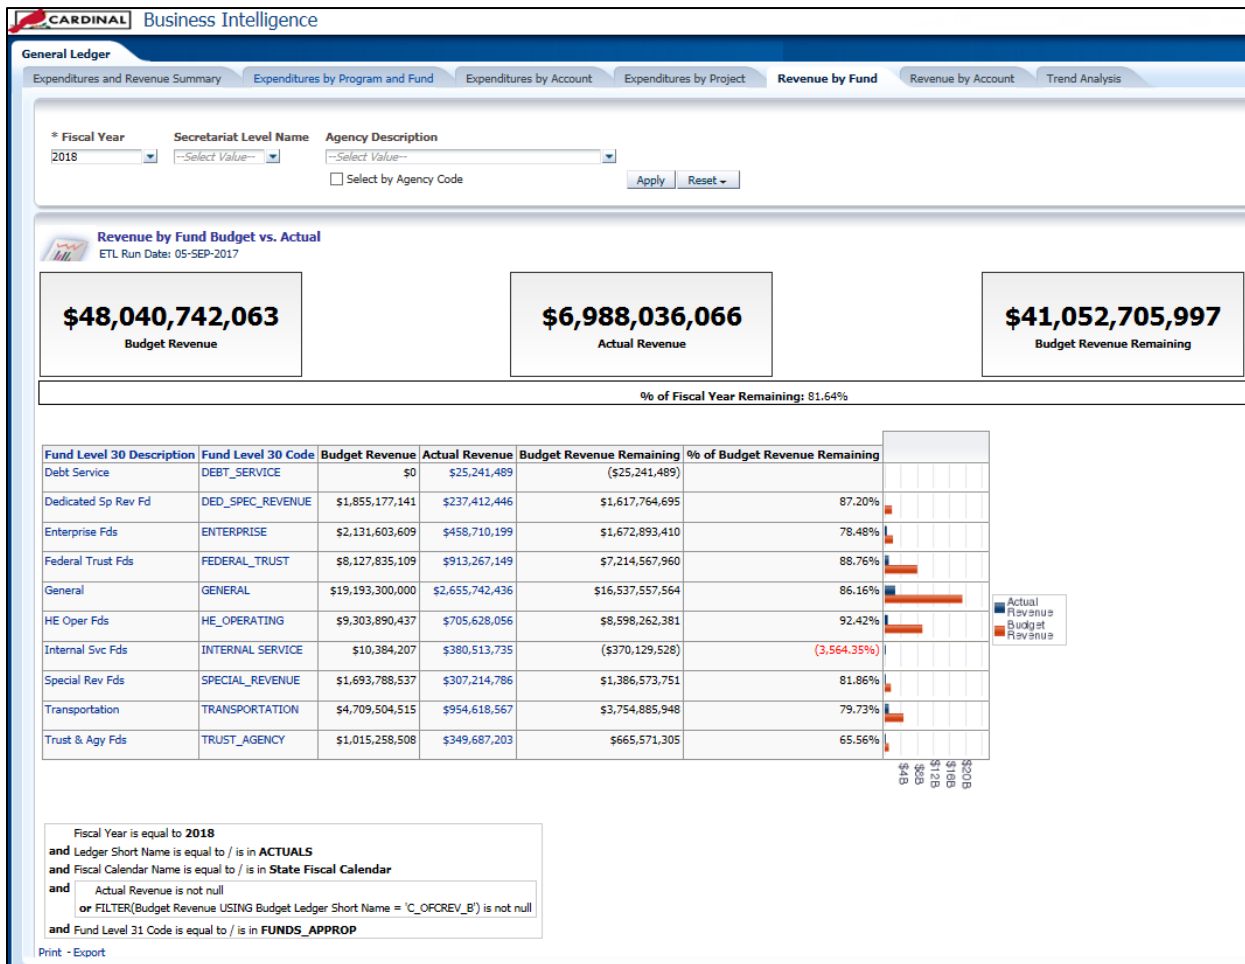 CARDINAL Business Intelligence
General Ledger
Expenditures and Revenue Summary Expenditures by Program and Fund Expenditures by Account Expenditures by Project Revenue by Fund Revenue by Account Trend Analysis
* Fiscal Year Secretariat Level Name Agency Description
2018 --Select Value-- --Select Value--
Select by Agency Code Apply Reset
Revenue by Fund Budget vs. Actual
ETL Run Date: 05-SEP-2017
$48,040,742,063 $6,988,036,066 $41,052,705,997
Budget Revenue Actual Revenue Budget Revenue Remaining
% of Fiscal Year Remaining: 81.64%
Fund Level 30 Description Fund Level 30 Code Budget Revenue Actual Revenue Budget Revenue Remaining % of Budget Revenue Remaining
Debt Service DEBT_SERVICE $0 $25,241,489 ($25,241,489)
Dedicated Sp Rev Fd DED_SPEC_REVENUE $1,855,177,141 $237,412,446 $1,617,764,695 87.20%
Enterprise Fds ENTERPRISE $2,131,603,609 $458,710,199 $1,672,893,410 78.48%
Federal Trust Fds FEDERAL_TRUST $8,127,835,109 $913,267,149 $7,214,567,960 88.76%
General GENERAL $19,193,300,000 $2,655,742,436 $16,537,557,564 86.16%
HE Oper Fds HE_OPERATING $9,303,890,437 $705,628,056 $8,598,262,381 92.42%
Internal Svc Fds INTERNAL SERVICE $10,384,207 $380,513,735 ($370,129,528) (3,564.35%)
Special Rev Fds SPECIAL_REVENUE $1,693,788,537 $307,214,786 $1,386,573,751 81.86%
Transportation TRANSPORTATION $4,709,504,515 $954,618,567 $3,754,885,948 79.73%
Trust & Agy Fds TRUST_AGENCY $1,015,258,508 $349,687,203 $665,571,305 65.56%
Actual
Revenue
Budget
Revenue
$4B $8B $12B $16B $20B
Fiscal Year is equal to 2018
and Ledger Short Name is equal to / is in ACTUALS
and Fiscal Calendar Name is equal to / is in State Fiscal Calendar
and Actual Revenue is not null
or FILTER(Budget Revenue USING Budget Ledger Short Name = 'C_OFCREV_B') is not null
and Fund Level 31 Code is equal to / is in FUNDS_APPROP
Print - Export